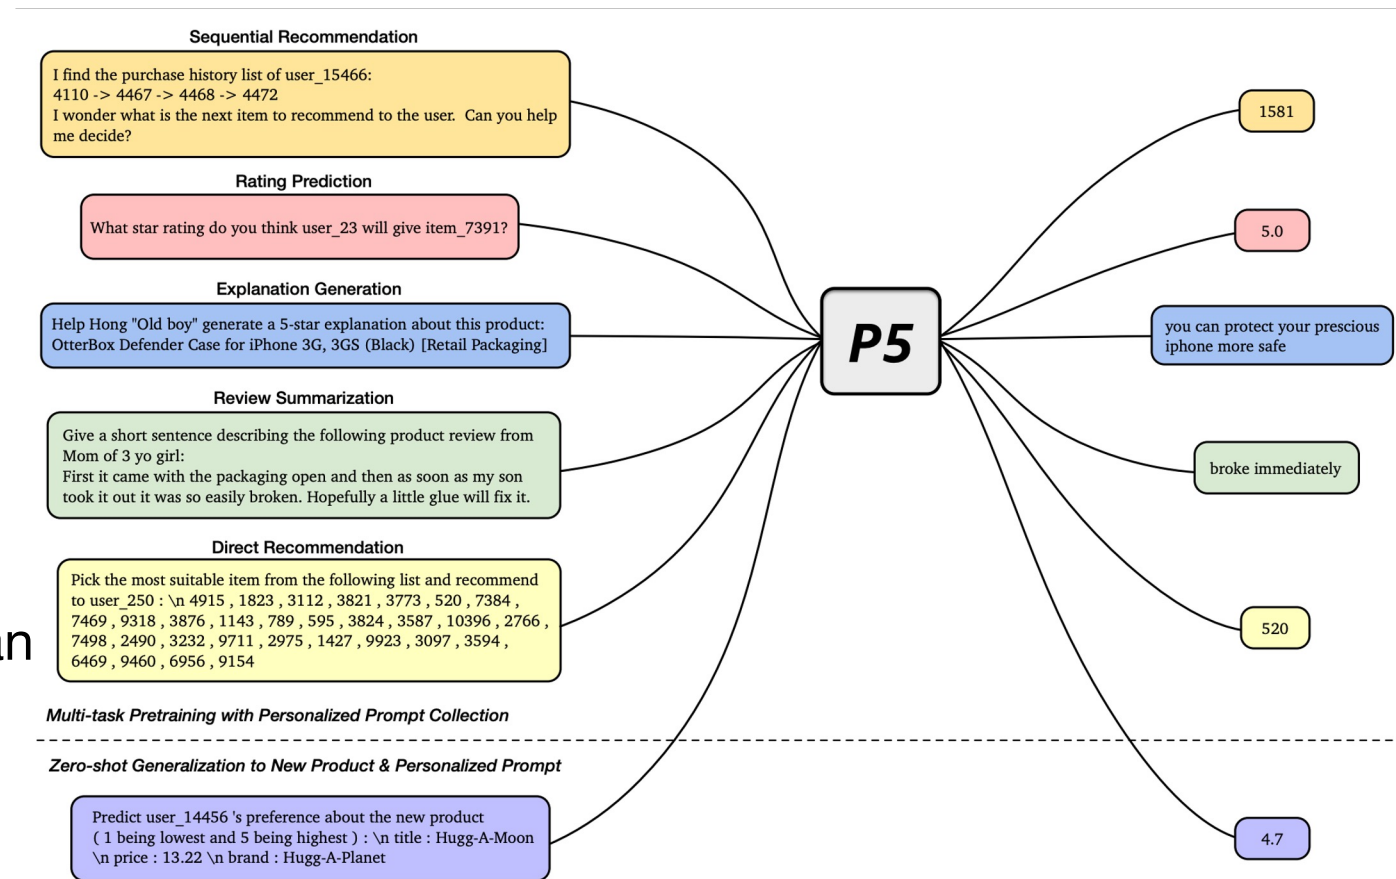 Sequential Recommendation
I find the purchase history list of user_15466:
4110 -> 4467 -> 4468 -> 4472
I wonder what is the next item to recommend to the user.  Can you help
me decide?
1581
Rating Prediction
What star rating do you think user_23 will give item_7391?
5.0
Explanation Generation
Help Hong "Old boy" generate a 5-star explanation about this product:
OtterBox Defender Case for iPhone 3G, 3GS (Black) [Retail Packaging]
P5
you can protect your prescious
iphone more safe
Review Summarization
Give a short sentence describing the following product review from
Mom of 3 yo girl:
First it came with the packaging open and then as soon as my son
took it out it was so easily broken. Hopefully a little glue will fix it.
broke immediately
Direct Recommendation
Pick the most suitable item from the following list and recommend
to user_250 : \n 4915 , 1823 , 3112 , 3821 , 3773 , 520 , 7384 ,
7469 , 9318 , 3876 , 1143 , 789 , 595 , 3824 , 3587 , 10396 , 2766 ,
7498 , 2490 , 3232 , 9711 , 2975 , 1427 , 9923 , 3097 , 3594 ,
6469 , 9460 , 6956 , 9154
520
Multi-task Pretraining with Personalized Prompt Collection
Zero-shot Generalization to New Product & Personalized Prompt
Predict user_14456 's preference about the new product
( 1 being lowest and 5 being highest ) : \n title : Hugg-A-Moon
\n price : 13.22 \n brand : Hugg-A-Planet
4.7